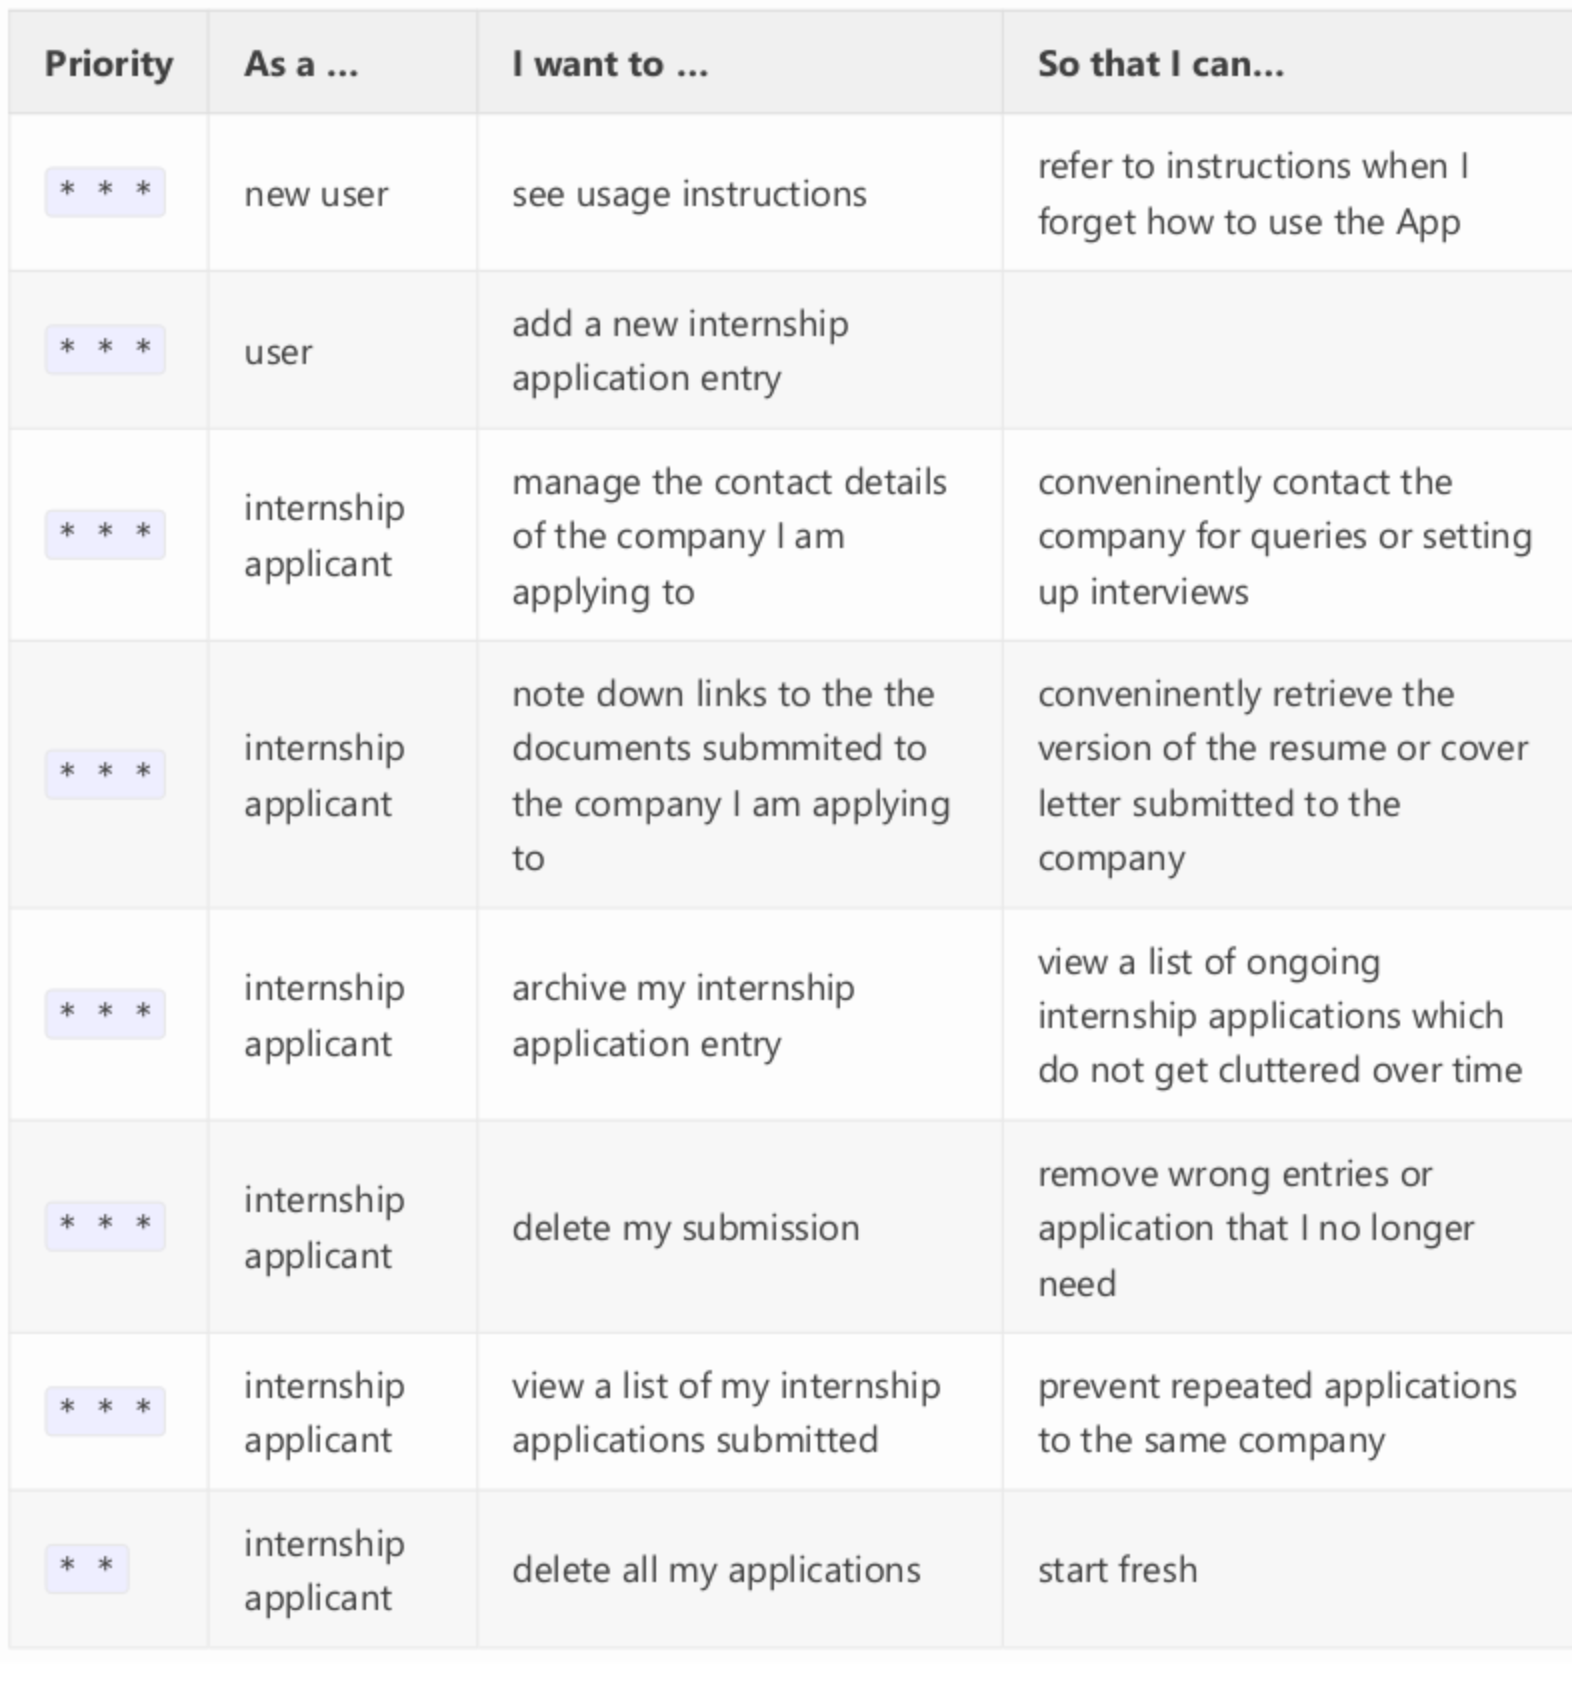 Priority As a ... I want to ... So that I can...
* * * new user see usage instructions refer to instructions when I
forget how to use the App
* * * user add a new internship
application entry
* * * internship
applicant manage the contact details
of the company I am
applying to conveninently contact the
company for queries or setting
up interviews
* * * internship
applicant note down links to the the
documents submmited to
the company I am applying
to conveninently retrieve the
version of the resume or cover
letter submitted to the
company
* * * internship
applicant archive my internship
application entry view a list of ongoing
internship applications which
do not get cluttered over time
* * * internship
applicant delete my submission remove wrong entries or
application that I no longer
need
* * * internship
applicant view a list of my internship
applications submitted prevent repeated applications
to the same company
* * internship
applicant delete all my applications start fresh